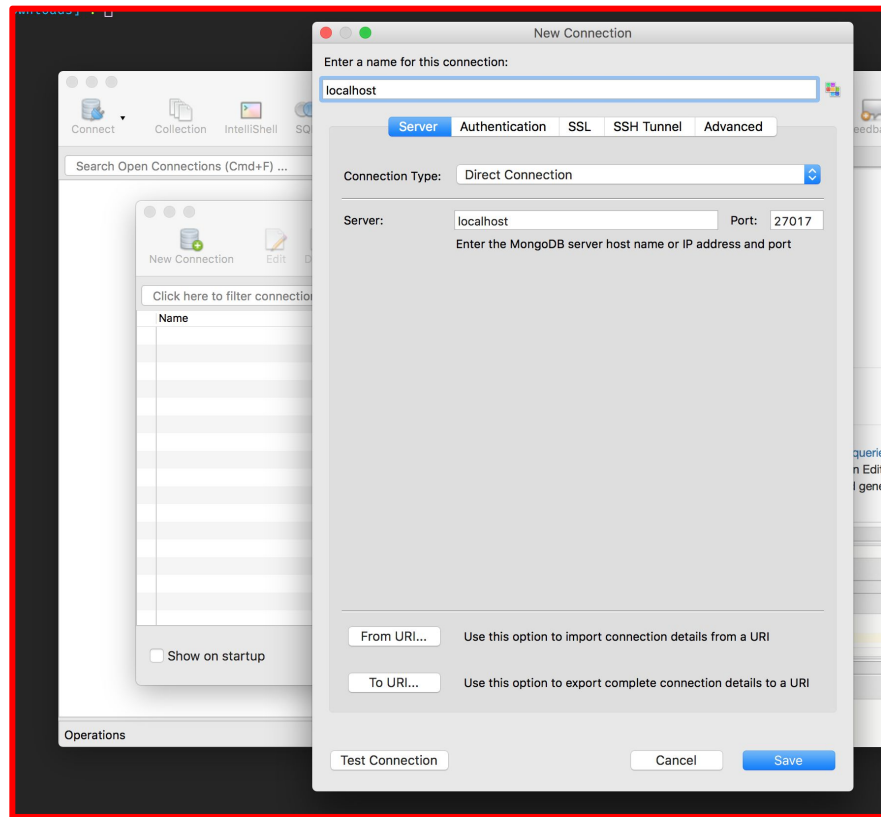 New Connection
Enter a name for this connection:
localhost
Connect Collection IntelliShell
Server Authentication SSL SSH Tunnel Advanced
Search Open Connections (Cmd+F) ...
Connection Type: Direct Connection
Server: localhost Port: 27017
Enter the MongoDB server host name or IP address and port
New Connection Edit
Click here to filter
Name
From URI... Use this option to import connection details from a URI
Show on startup
To URI... Use this option to export complete connection details to a URI
Operations
Test Connection Cancel Save